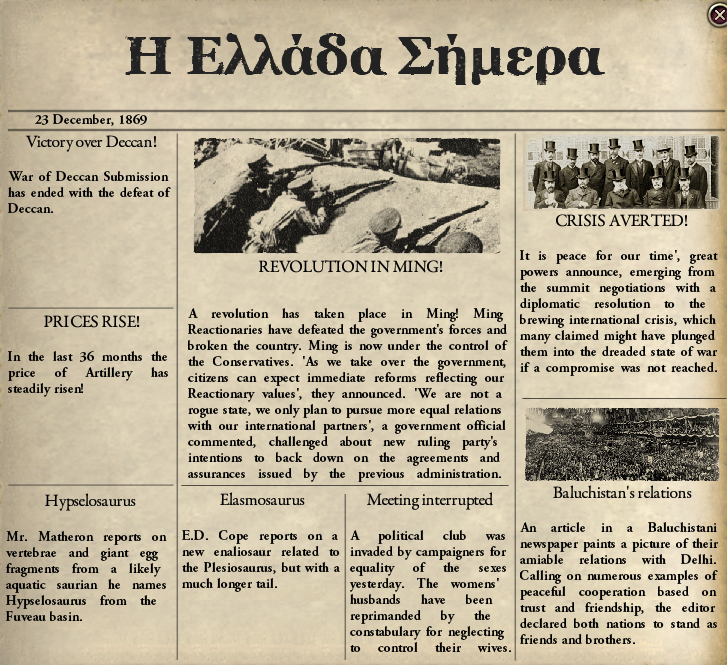 Η Ελλάδα Σήμερα
23 December, 1869
Victory over Deccan!
War of Deccan Submission
has ended with the defeat of
Deccan.
PRICES RISE!
In the last 36 months the
price of Artillery has
steadily risen!
REVOLUTION IN MING!
A revolution has taken place in Ming! Ming
Reactionaries have defeated the government's forces and
broken the country. Ming is now under the control of
the Conservatives. 'As we take over the government,
citizens can expect immediate reforms reflecting our
Reactionary values', they announced. 'We are not a
rogue state, we only plan to pursue more equal relations
with our international partners', a government official
commented, challenged about new ruling party's
intentions to back down on the agreements and
assurances issued by the previous administration.
CRISIS AVERTED!
It is peace for our time', great
powers announce, emerging from
the summit negotiations with a
diplomatic resolution to the
brewing international crisis, which
many claimed might have plunged
them into the dreaded state of war
if a compromise was not reached.
Baluchistan's relations
An article in a Baluchistani
newspaper paints a picture of their
amiable relations with Delhi.
Calling on numerous examples of
peaceful cooperation based on
trust and friendship, the editor
declared both nations to stand as
friends and brothers.
Hypselosaurus
Mr. Matheron reports on
vertebrae and giant egg
fragments from a likely
aquatic saurian he names
Hypselosaurus from the
Fuveau basin.
Elasmosaurus
E.D. Cope reports on a
new enaliosaur related to
the Plesiosaurus, but with a
much longer tail.
Meeting interrupted
A political club was
invaded by campaigners for
equality of the sexes
yesterday. The womens'
husbands have been
reprimanded by the
constabulary for neglecting
to control their wives.